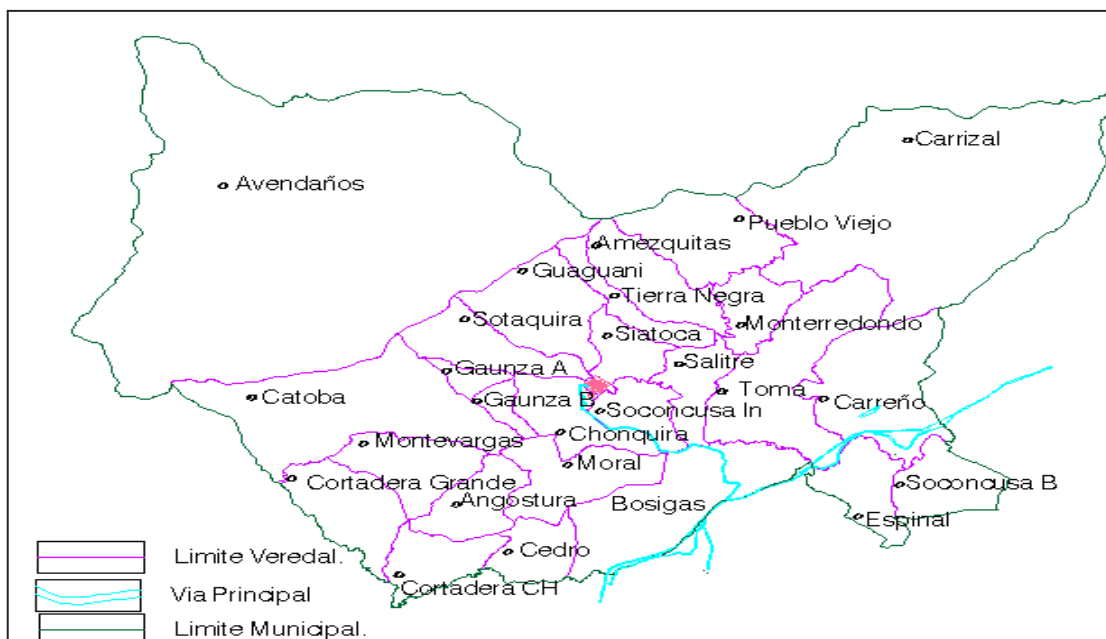 Carrizal
Avendaños
Pueblo Viejo
Amezquitas
Guaguani
Tierra Negra
Sotaquira
Monterredondo
Siatoca
Salitre
Gaunza A
Toma
Catoba
Gaunza B
Carreño
Soconcusa In
Chonquira
Montevargas
Moral
Cortadera Grande
Soconcusa B
Angostura
Bosigas
Espinal
Cedro
Cortadera CH
Limite Veredal.
Via Principal
Limite Municipal.